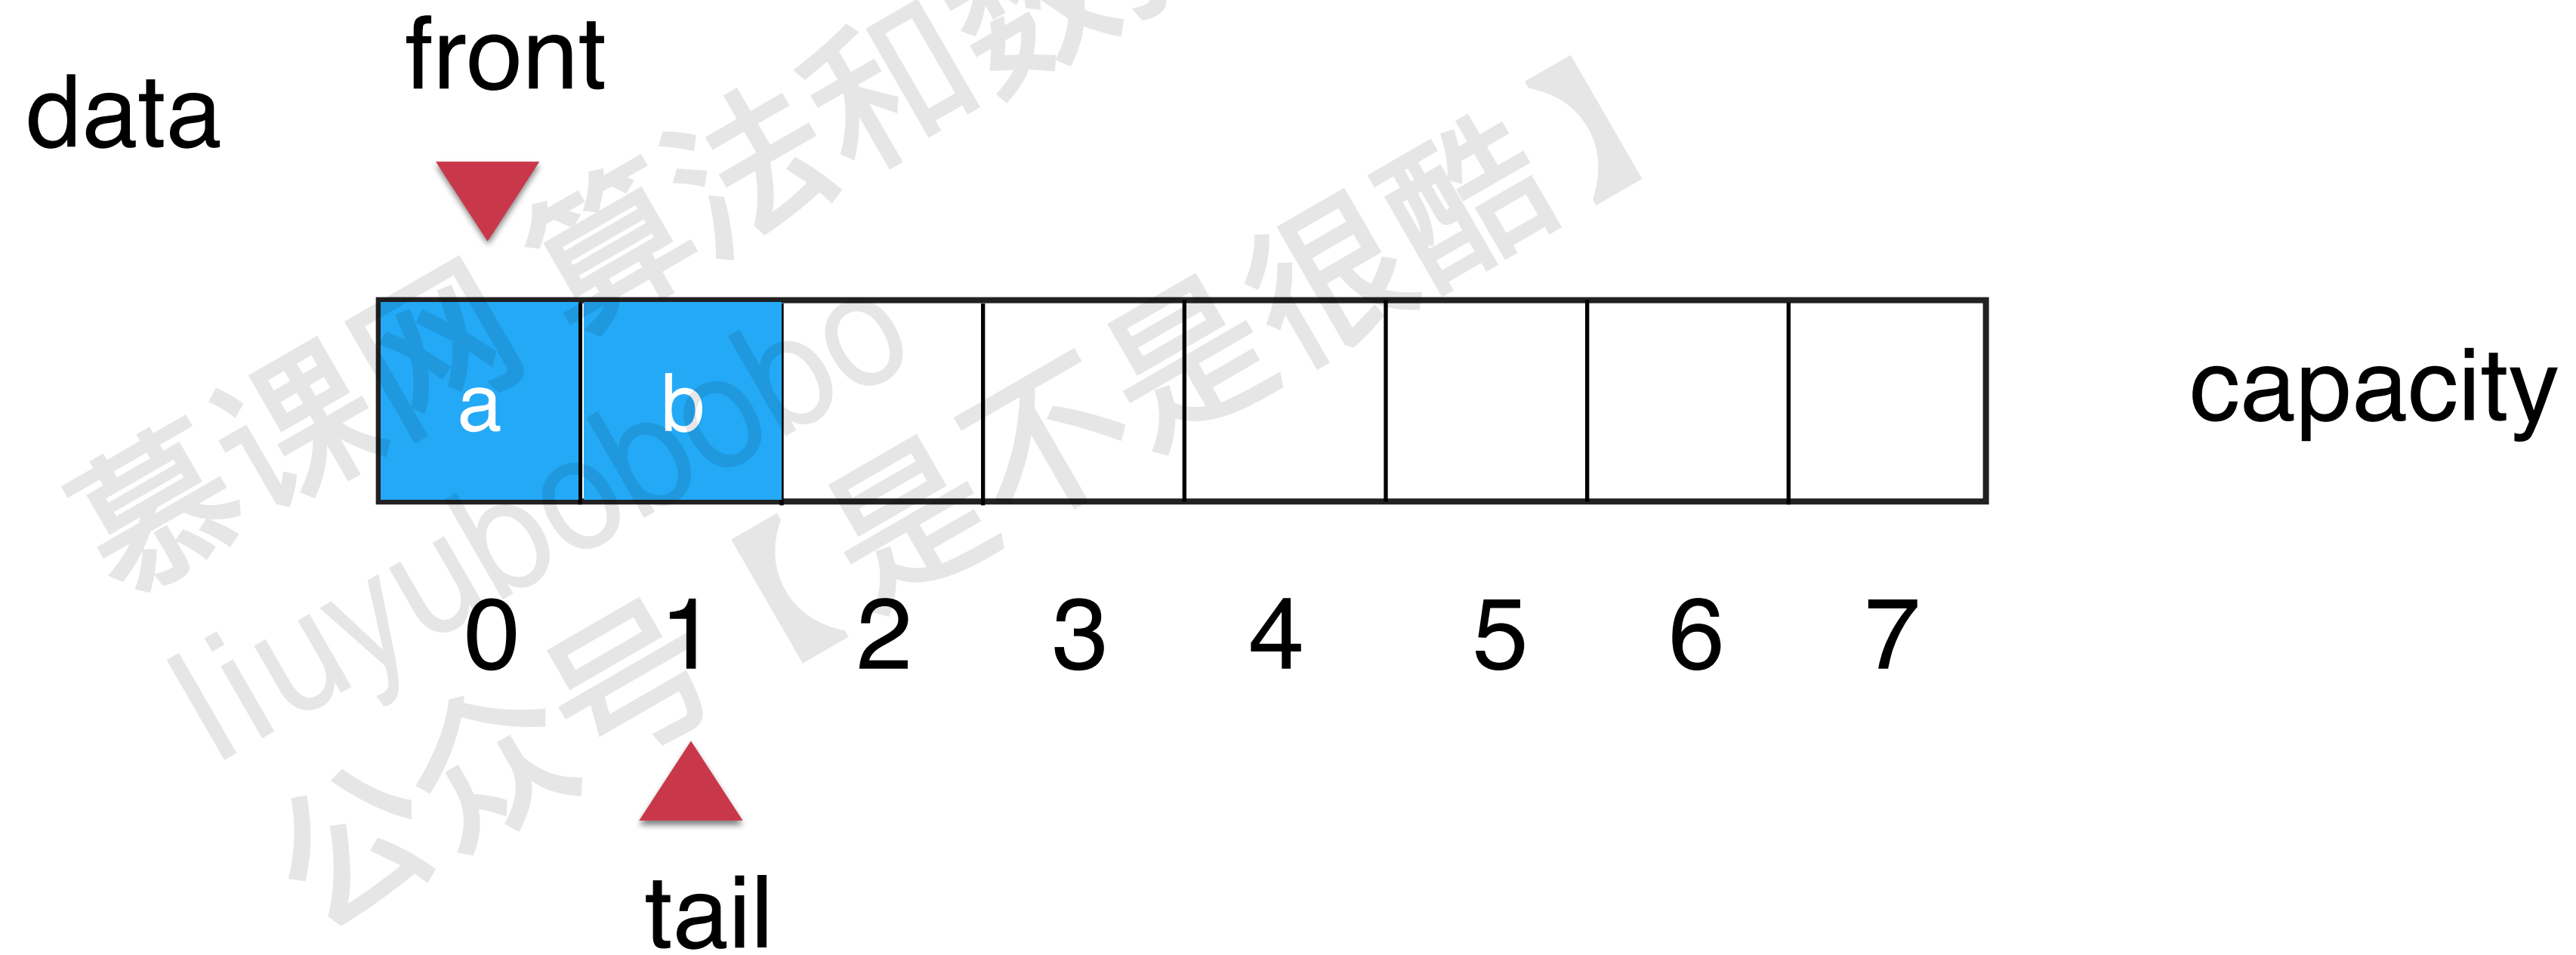 front
data
a b
capacity
0 1 2 3 4 5 6 7
tail
慕课网 算法和数
liuyubobobo
公众号【是不是很酷】